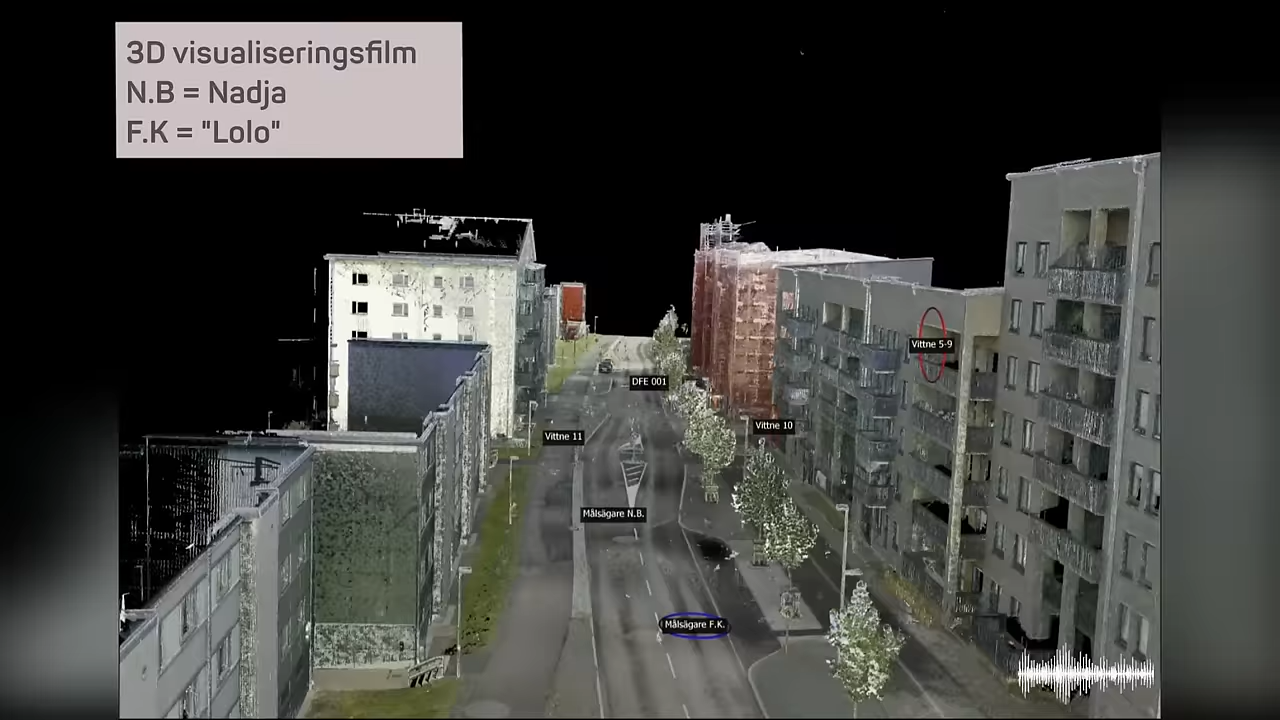 3D visualiseringsfilm
N.B = Nadja
F.K = "Lolo"
Vittne 5-9
DFE 001
Vittne 10
Vittne 11
Målsägare N.B.
Målsägare F.K.